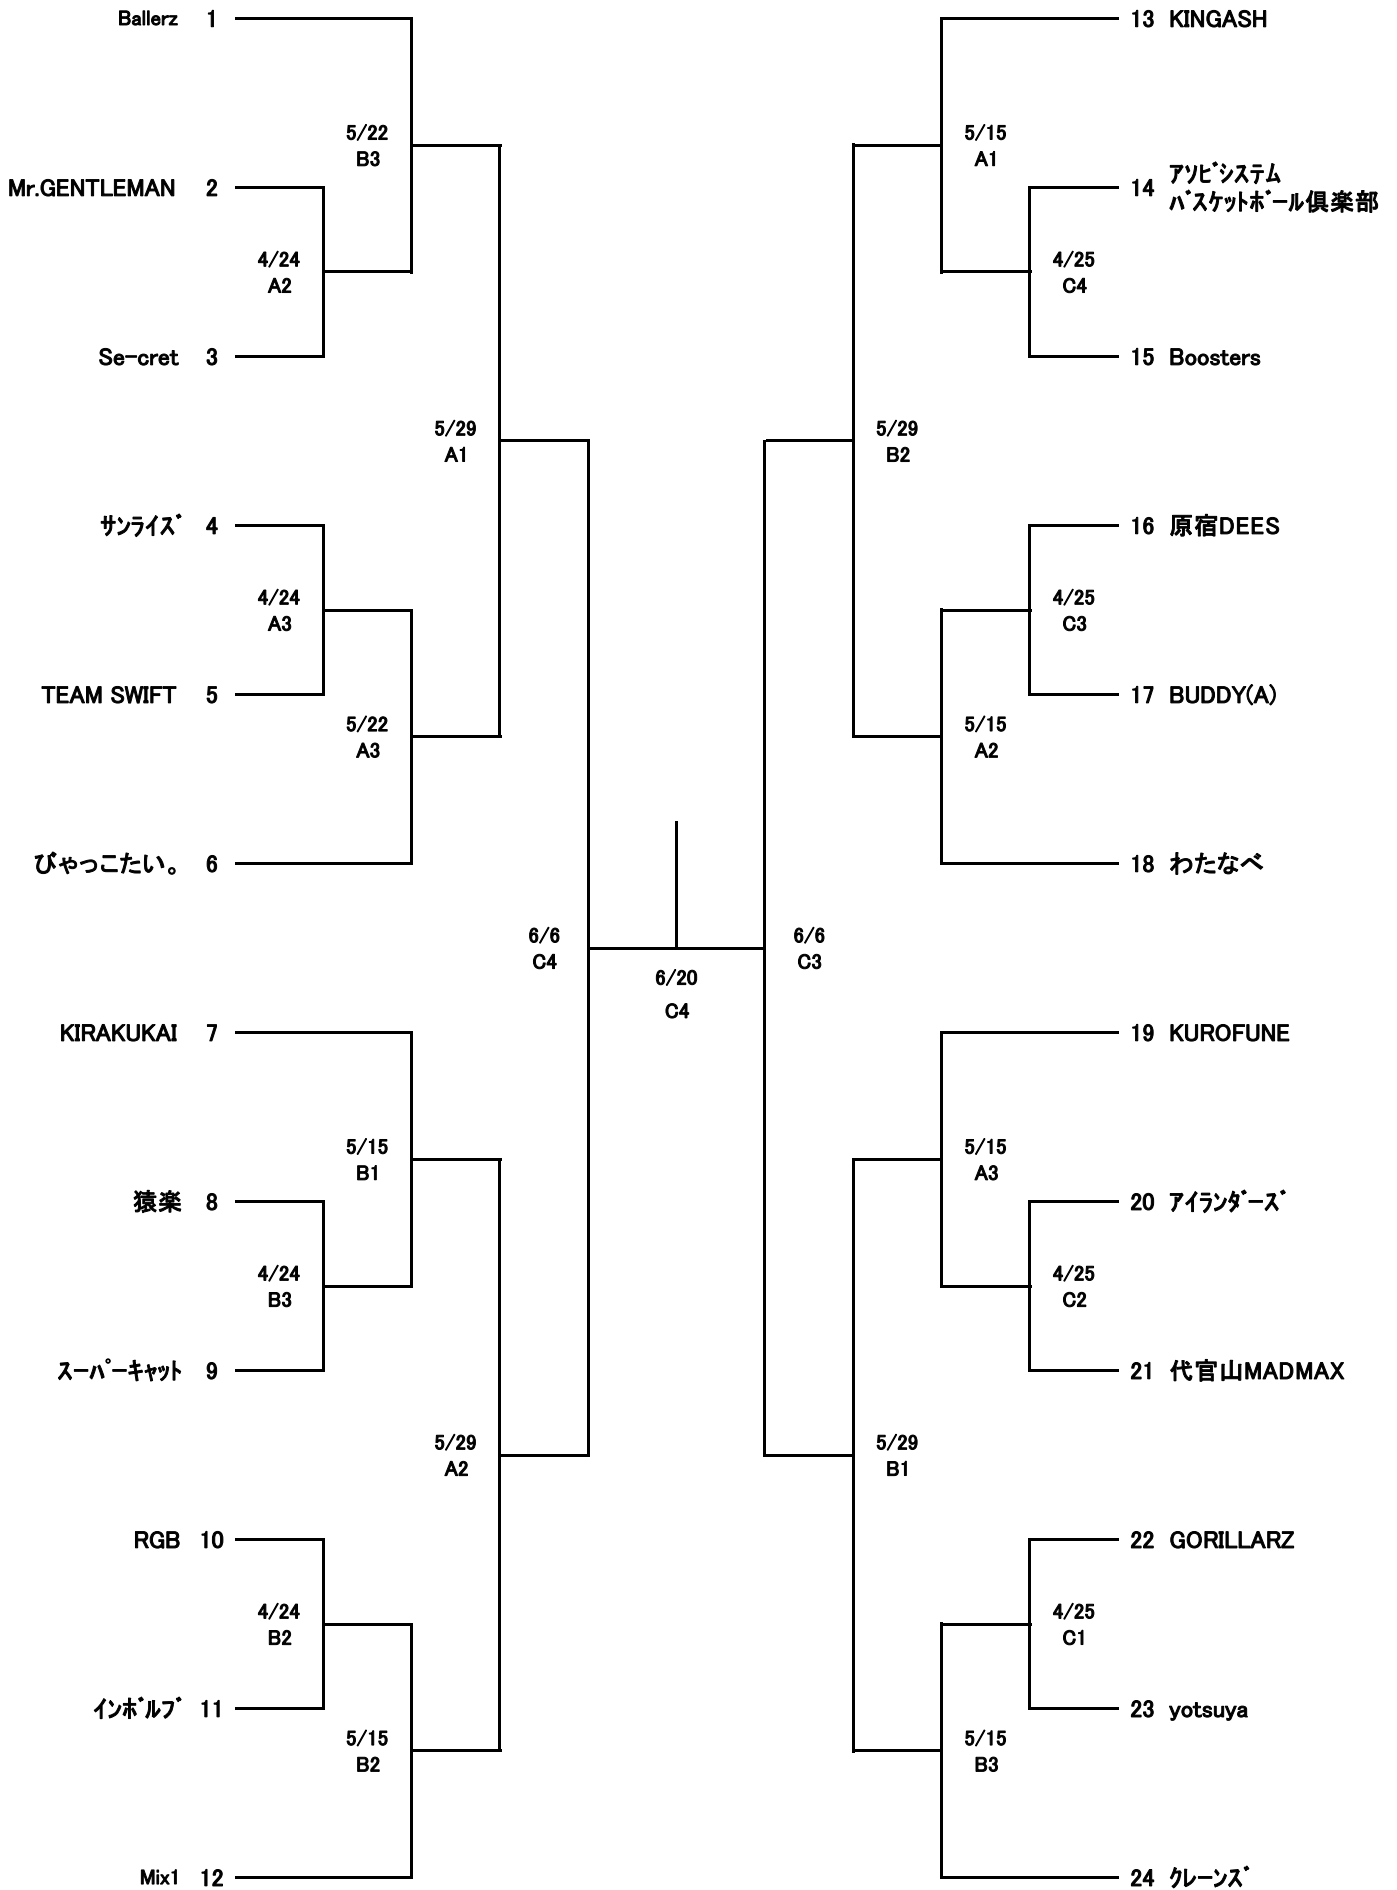 Ballerz 1
5/22
B3
Mr.GENTLEMAN 2
4/24
A2
Se-cret 3
5/29
A1
サンライズ 4
4/24
A3
TEAM SWIFT 5
5/22
A3
びゃっこたい。 6
6/6
C4
KIRAKUKAI 7
5/15
B1
猿楽 8
4/24
B3
スーパーキャット 9
5/29
A2
RGB 10
4/24
B2
インボルブ 11
5/15
B2
Mix1 12
6/20
C4
13 KINGASH
5/15
A1
14 アソビシステム
バスケットボール倶楽部
4/25
C4
15 Boosters
5/29
B2
16 原宿DEES
4/25
C3
17 BUDDY(A)
5/15
A2
18 わたなべ
6/6
C3
19 KUROFUNE
5/15
A3
20 アイランダーズ
4/25
C2
21 代官山MADMAX
5/29
B1
22 GORILLARZ
4/25
C1
23 yotsuya
5/15
B3
24 クレーンズ